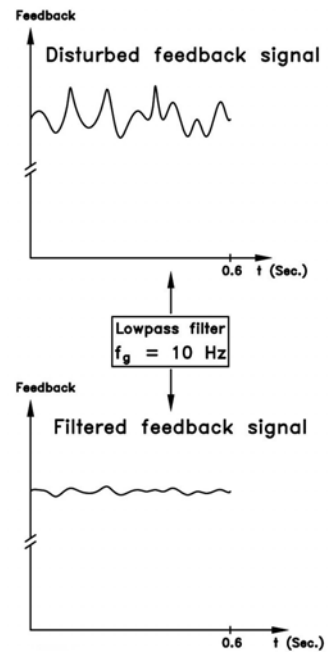 Feedback
Disturbed feedback signal
0.6 t (Sec.)
Lowpass filter
fg = 10 Hz
Feedback
Filtered feedback signal
0.6 t (Sec.)